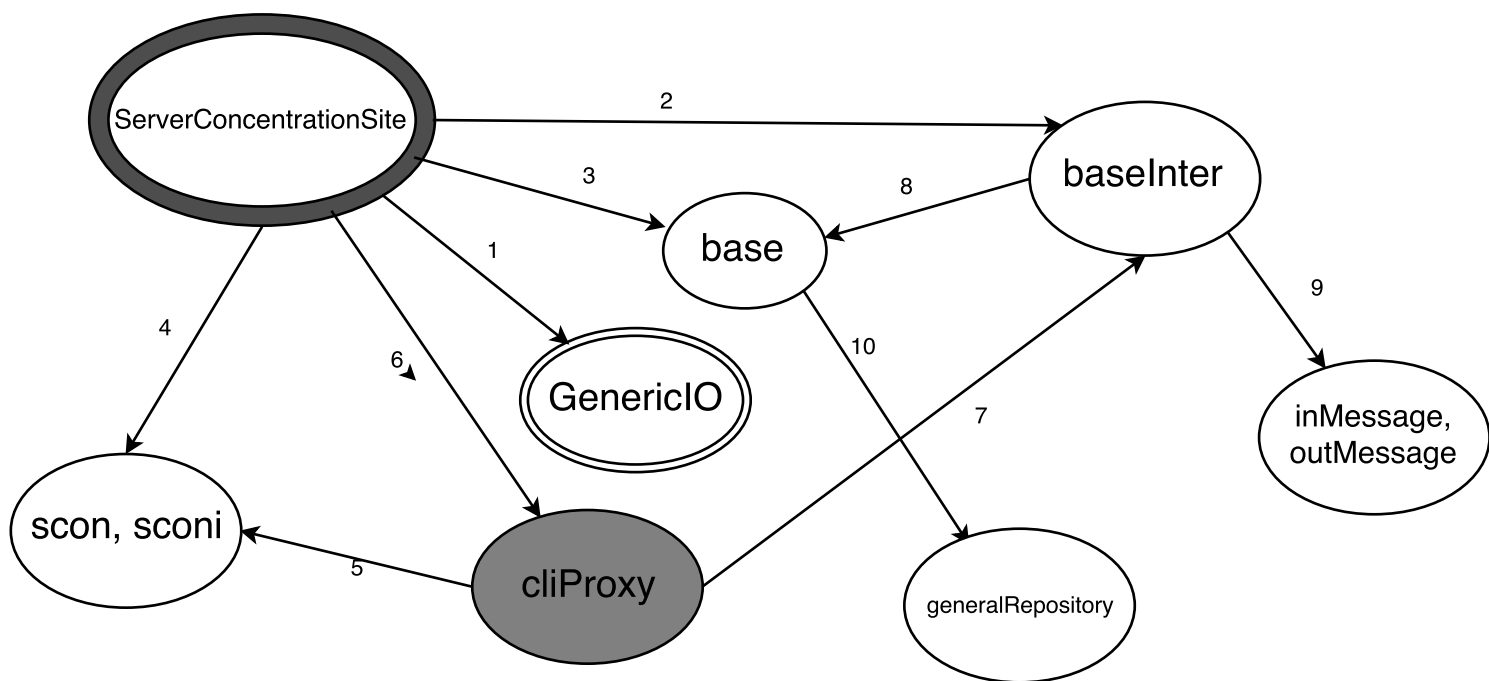 2
ServerConcentrationSite
baseInter
3
8
base
1
9
4
10
6
GenericIO
7
inMessage,
outMessage
scon, sconi
5
cliProxy
generalRepository